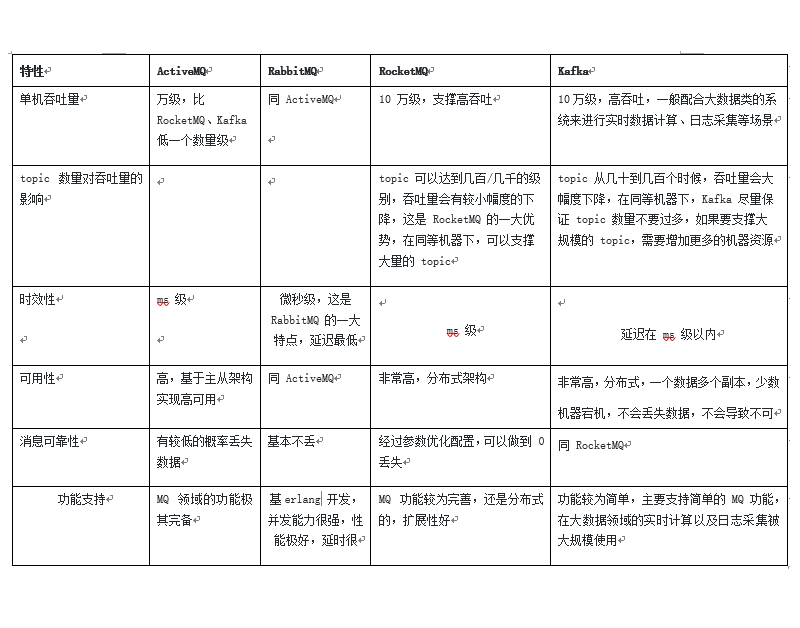 特性 ActiveMQ RabbitMQ RocketMQ Kafka
单机吞吐量
万级，比
RocketMQ、Kafka
低一个数量级
同 ActiveMQ
10 万级，支撑高吞吐
10万级，高吞吐，一般配合大数据类的系
统来进行实时数据计算、日志采集等场景
topic 数量对吞吐量的
影响
topic 可以达到几百/几千的级
别，吞吐量会有较小幅度的下
降，这是 RocketMQ 的一大优
势，在同等机器下，可以支撑
大量的 topic
topic 从几十到几百个时候，吞吐量会大
幅度下降，在同等机器下，Kafka 尽量保
证 topic 数量不要过多，如果要支撑大
规模的 topic，需要增加更多的机器资源
时效性
ms 级
微秒级，这是
RabbitMQ 的一大
特点，延迟最低
ms 级
延迟在 ms 级以内
可用性
高，基于主从架构
实现高可用
同 ActiveMQ
非常高，分布式架构
非常高，分布式，一个数据多个副本，少数
机器宕机，不会丢失数据，不会导致不可
消息可靠性
有较低的概率丢失
数据
基本不丢
经过参数优化配置，可以做到 0
丢失
同 RocketMQ
功能支持
MQ 领域的功能极
其完备
基erlang开发，
并发能力很强，性
能极好，延时很
MQ 功能较为完善，还是分布式
的，扩展性好
功能较为简单，主要支持简单的 MQ 功能，
在大数据领域的实时计算以及日志采集被
大规模使用